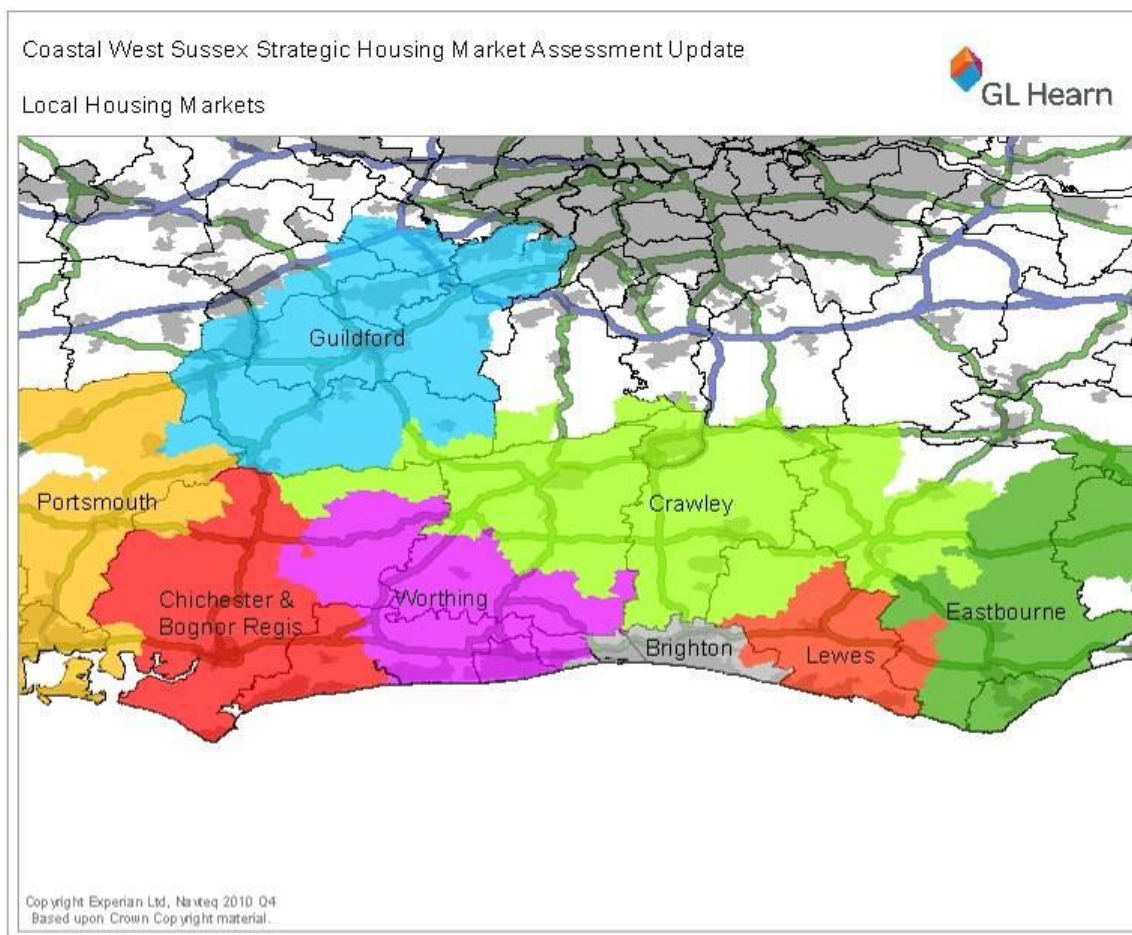 Coastal West Sussex Strategic Housing Market Assessment Update
GL Hearn
Local Housing Markets
Guildford
Portsmouth
Crawley
Chichester &
Bognor Regis
Worthing
Eastbourne
Brighton
Lewes
Copyright Experian Ltd, Navteq 2010 Q4
Based upon Crown Copyright material.